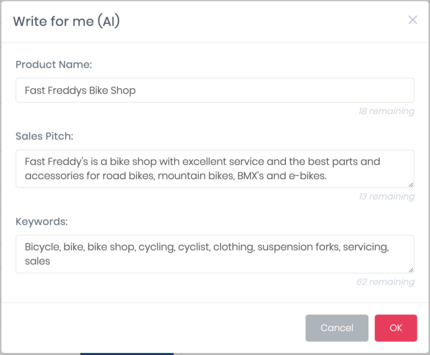 Write for me (AI)
Product Name:
Fast Freddys Bike Shop
18 remaining
Sales Pitch:
Fast Freddy's is a bike shop with excellent service and the best parts and
accessories for road bikes, mountain bikes, BMX's and e-bikes.
13 remaining
Keywords:
Bicycle, bike, bike shop, cycling, cyclist, clothing, suspension forks, servicing,
sales
62 remaining
Cancel
OK